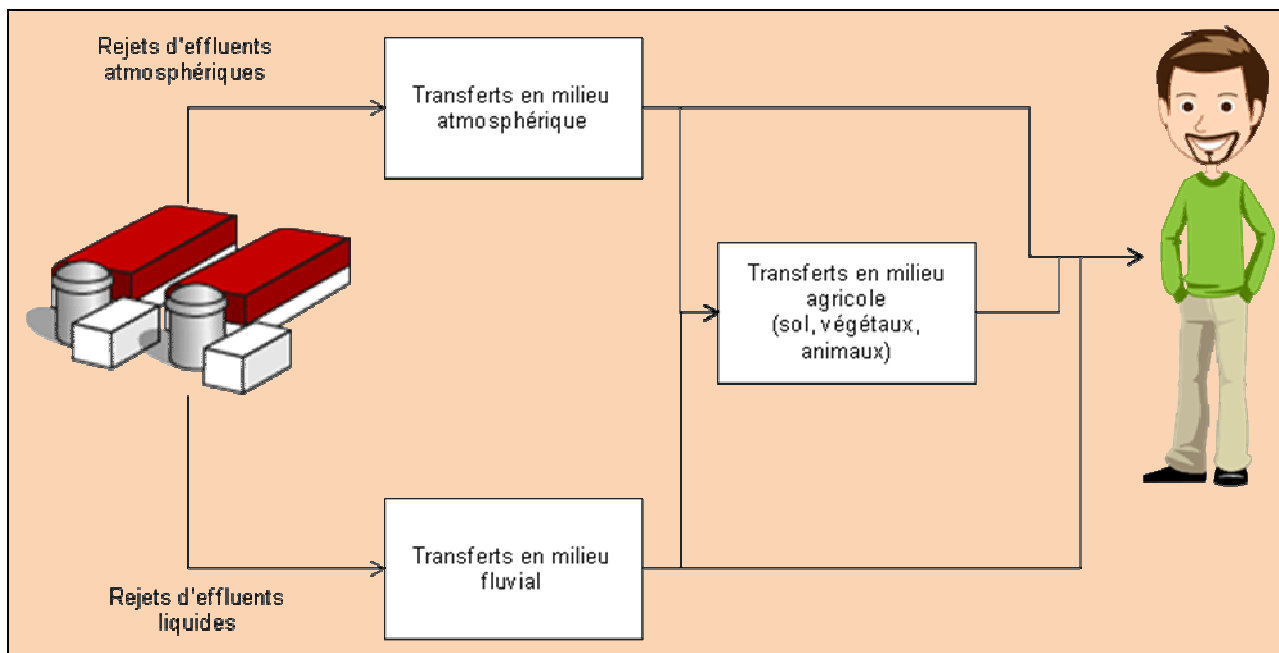 Rejets d'effluents
atmosphériques
Transferts en milieu
atmosphérique
Transferts en milieu
agricole
(sol, végétaux,
animaux)
Transferts en milieu
fluvial
Rejets d'effluents
liquides